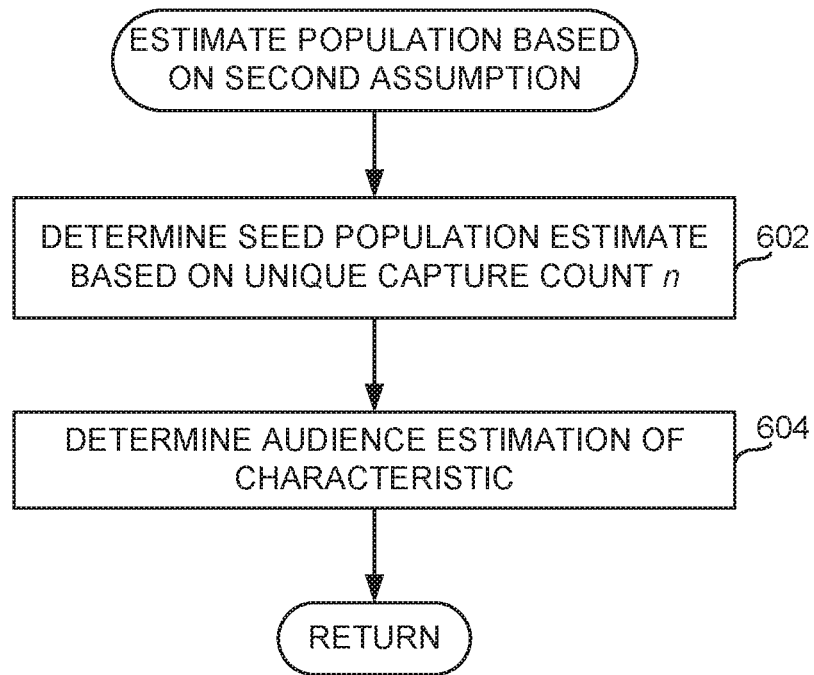 ESTIMATE POPULATION BASED
ON SECOND ASSUMPTION
DETERMINE SEED POPULATION ESTIMATE
BASED ON UNIQUE CAPTURE COUNT n
602
DETERMINE AUDIENCE ESTIMATION OF
CHARACTERISTIC
604
RETURN